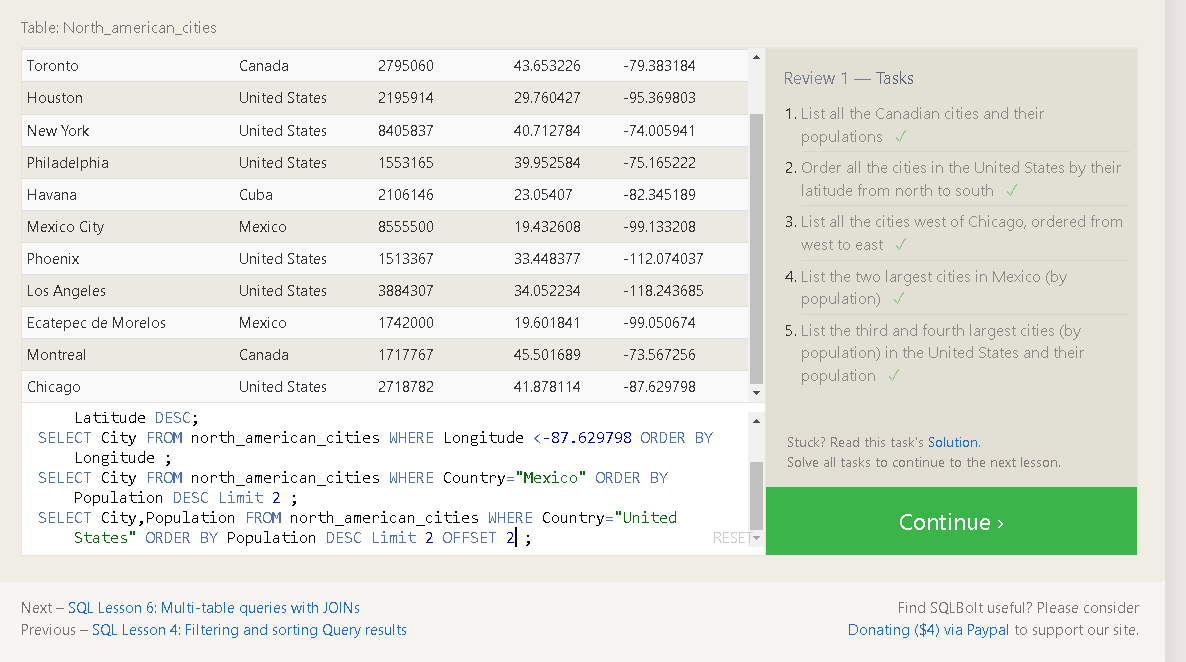 Table: North_american_cities
Toronto Canada 2795060 43.653226 -79.383184
Houston United States 2195914 29.760427 -95.369803
New York United States 8405837 40.712784 -74.005941
Philadelphia United States 1553165 39.952584 -75.165222
Havana Cuba 2106146 23.05407 -82.345189
Mexico City Mexico 8555500 19.432608 -99.133208
Phoenix United States 1513367 33.448377 -112.074037
Los Angeles United States 3884307 34.052234 -118.243685
Ecatepec de Morelos Mexico 1742000 19.601841 -99.050674
Montreal Canada 1717767 45.501689 -73.567256
Chicago United States 2718782 41.878114 -87.629798
Latitude DESC;
SELECT City FROM north_american_cities WHERE Longitude <-87.629798 ORDER BY
Longitude ;
SELECT City FROM north_american_cities WHERE Country="Mexico" ORDER BY
Population DESC Limit 2 ;
SELECT City,Population FROM north_american_cities WHERE Country="United
States" ORDER BY Population DESC Limit 2 OFFSET 2 ;
RESET
Review 1 — Tasks
1. List all the Canadian cities and their
populations ✓
2. Order all the cities in the United States by their
latitude from north to south ✓
3. List all the cities west of Chicago, ordered from
west to east ✓
4. List the two largest cities in Mexico (by
population) ✓
5. List the third and fourth largest cities (by
population) in the United States and their
population ✓
Stuck? Read this task's Solution.
Solve all tasks to continue to the next lesson.
Continue ›
Next – SQL Lesson 6: Multi-table queries with JOINs
Previous – SQL Lesson 4: Filtering and sorting Query results
Find SQLBolt useful? Please consider
Donating ($4) via Paypal to support our site.